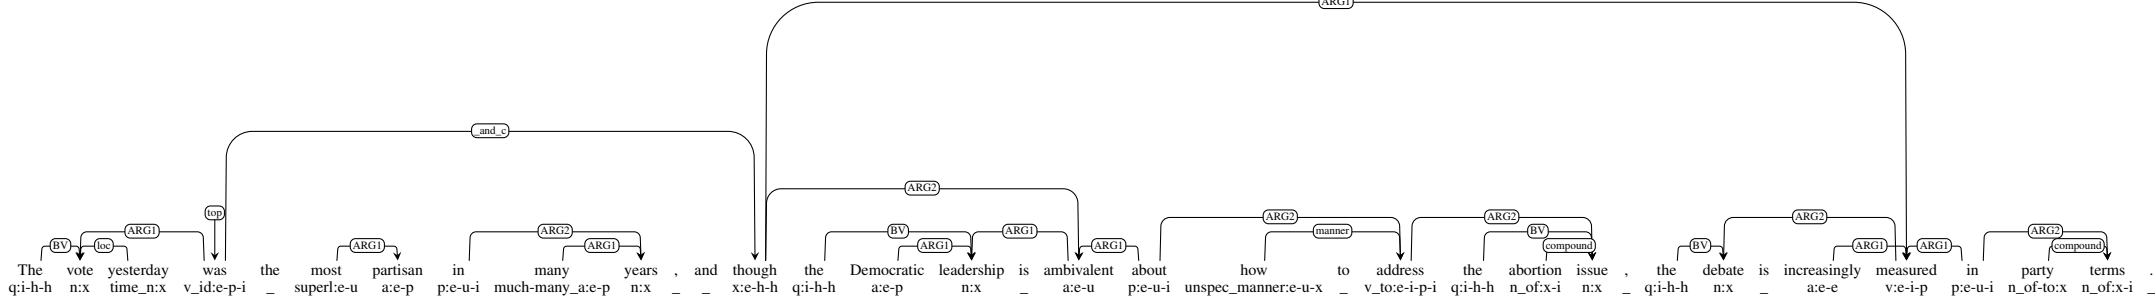 ARG1
_and_c
ARG2
top
ARG1 BV ARG2 ARG2 BV ARG2 ARG2
ARG1 ARG2 BV ARG1 manner BV ARG2
BV loc ARG1 ARG1 ARG1 ARG1 compound BV ARG1 ARG1 compound
The vote yesterday was the most partisan in many years , and though the Democratic leadership is ambivalent about how to address the abortion issue , the debate is increasingly measured in party terms .
q:i-h-h n:x time_n:x v_id:e-p-i _ superl:e-u a:e-p p:e-u-i much-many_a:e-p n:x _ _ x:e-h-h q:i-h-h a:e-p n:x _ a:e-u p:e-u-i unspec_manner:e-u-x _ v_to:e-i-p-i q:i-h-h n_of:x-i n:x _ q:i-h-h n:x _ a:e-e v:e-i-p p:e-u-i n_of-to:x n_of:x-i _